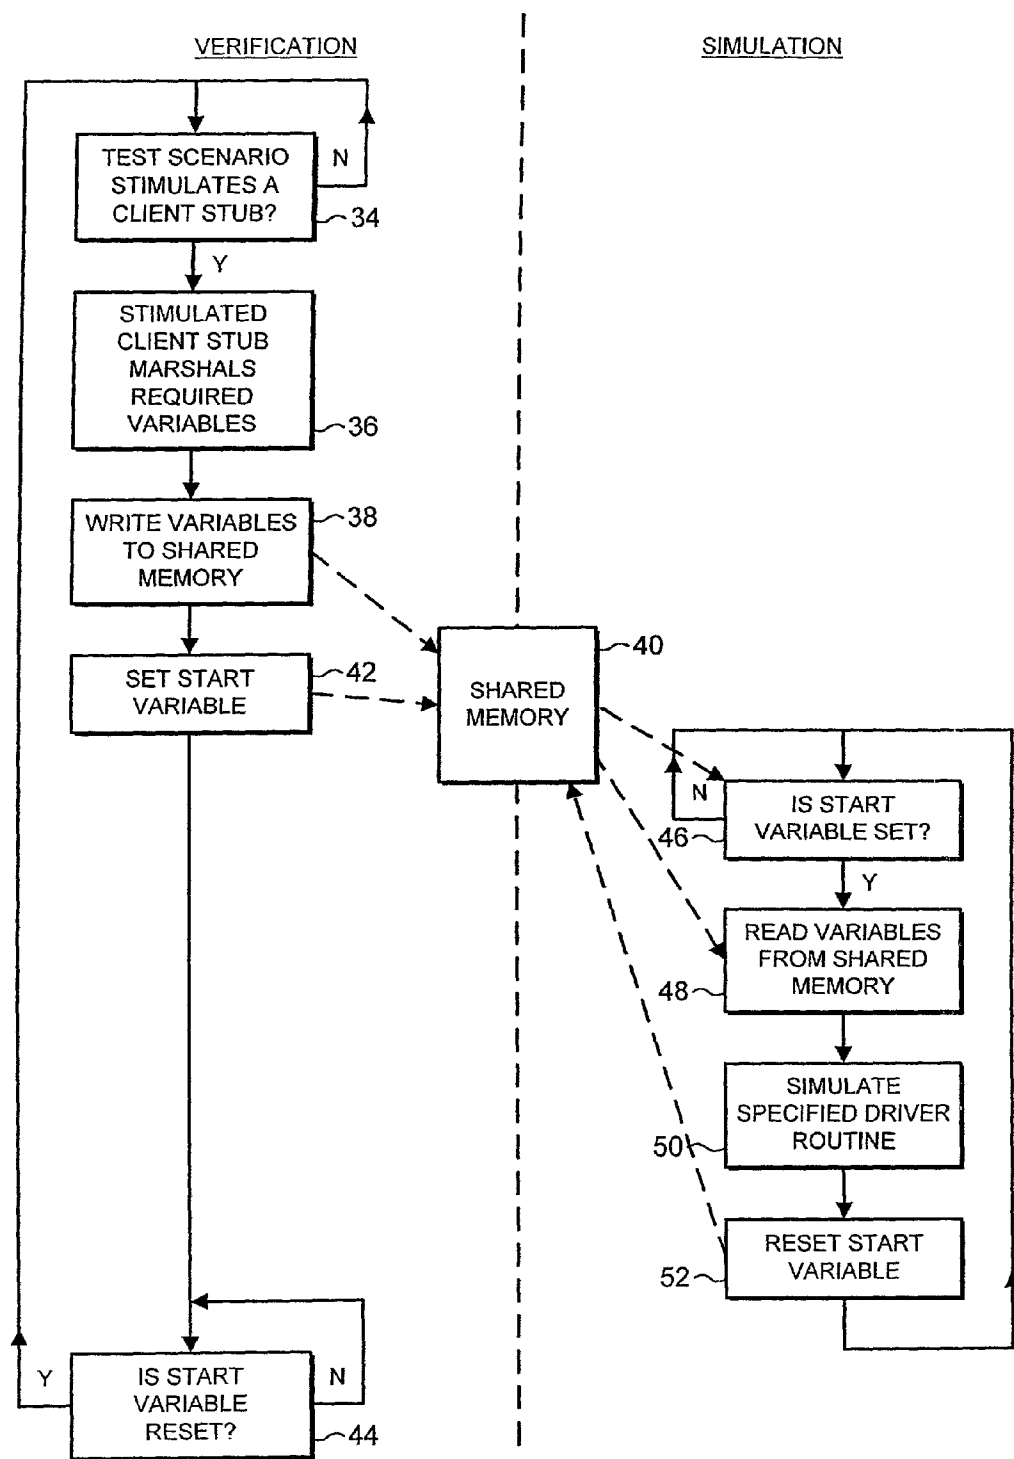 VERIFICATION
SIMULATION
TEST SCENARIO
STIMULATES A
CLIENT STUB?
N
34
Y
STIMULATED
CLIENT STUB
MARSHALS
REQUIRED
VARIABLES
36
WRITE VARIABLES
TO SHARED
MEMORY
38
SET START
VARIABLE
42
SHARED
MEMORY
40
IS START
VARIABLE SET?
N
46
Y
READ VARIABLES
FROM SHARED
MEMORY
48
SIMULATE
SPECIFIED DRIVER
ROUTINE
50
RESET START
VARIABLE
52
IS START
VARIABLE
RESET?
Y
N
44